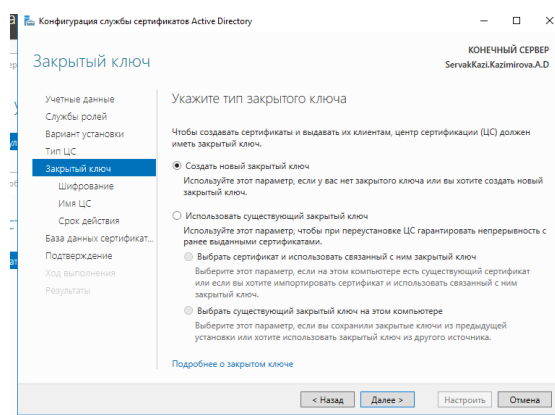 Конфигурация службы сертификатов Active Directory
КОНЕЧНЫЙ СЕРВЕР
ServakKazi.Kazimirova.A.D
Закрытый ключ
Учетные данные
Службы ролей
Вариант установки
Тип ЦС
Закрытый ключ
Шифрование
Имя ЦС
Срок действия
База данных сертификат...
Подтверждение
Ход выполнения
Результаты
Укажите тип закрытого ключа
Чтобы создавать сертификаты и выдавать их клиентам, центр сертификации (ЦС) должен
иметь закрытый ключ.
Создать новый закрытый ключ
Используйте этот параметр, если у вас нет закрытого ключа или вы хотите создать новый
закрытый ключ.
Использовать существующий закрытый ключ
Используйте этот параметр, чтобы при переустановке ЦС гарантировать непрерывность с
ранее выданными сертификатами.
Выбрать сертификат и использовать связанный с ним закрытый ключ
Выберите этот параметр, если на этом компьютере есть существующий сертификат
или если вы хотите импортировать сертификат и использовать связанный с ним
закрытый ключ.
Выбрать существующий закрытый ключ на этом компьютере
Выберите этот параметр, если вы сохранили закрытые ключи из предыдущей
установки или хотите использовать закрытый ключ из другого источника.
Подробнее о закрытом ключе
< Назад
Далее >
Настроить
Отмена